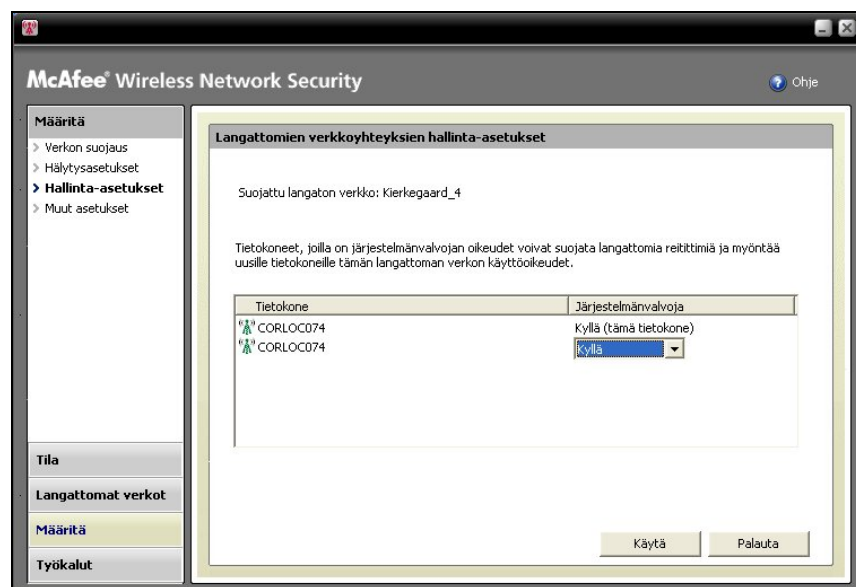 McAfee® Wireless Network Security
Ohje
Määritä
Verkon suojaus
Hälytysasetukset
Hallinta-asetukset
Muut asetukset
Tila
Langattomat verkot
Määritä
Työkalut
Langattomien verkkoyhteyksien hallinta-asetukset
Suojattu langaton verkko: Kierkegaard_4
Tietokoneet, joilla on järjestelmänvalvojan oikeudet voivat suojata langattomia reitittimiä ja myöntää
uusille tietokoneille tämän langattoman verkon käyttöoikeudet.
Tietokone Järjestelmänvalvoja
CORLOC074 Kyllä (tämä tietokone)
CORLOC074 Kyllä
Käytä Palauta